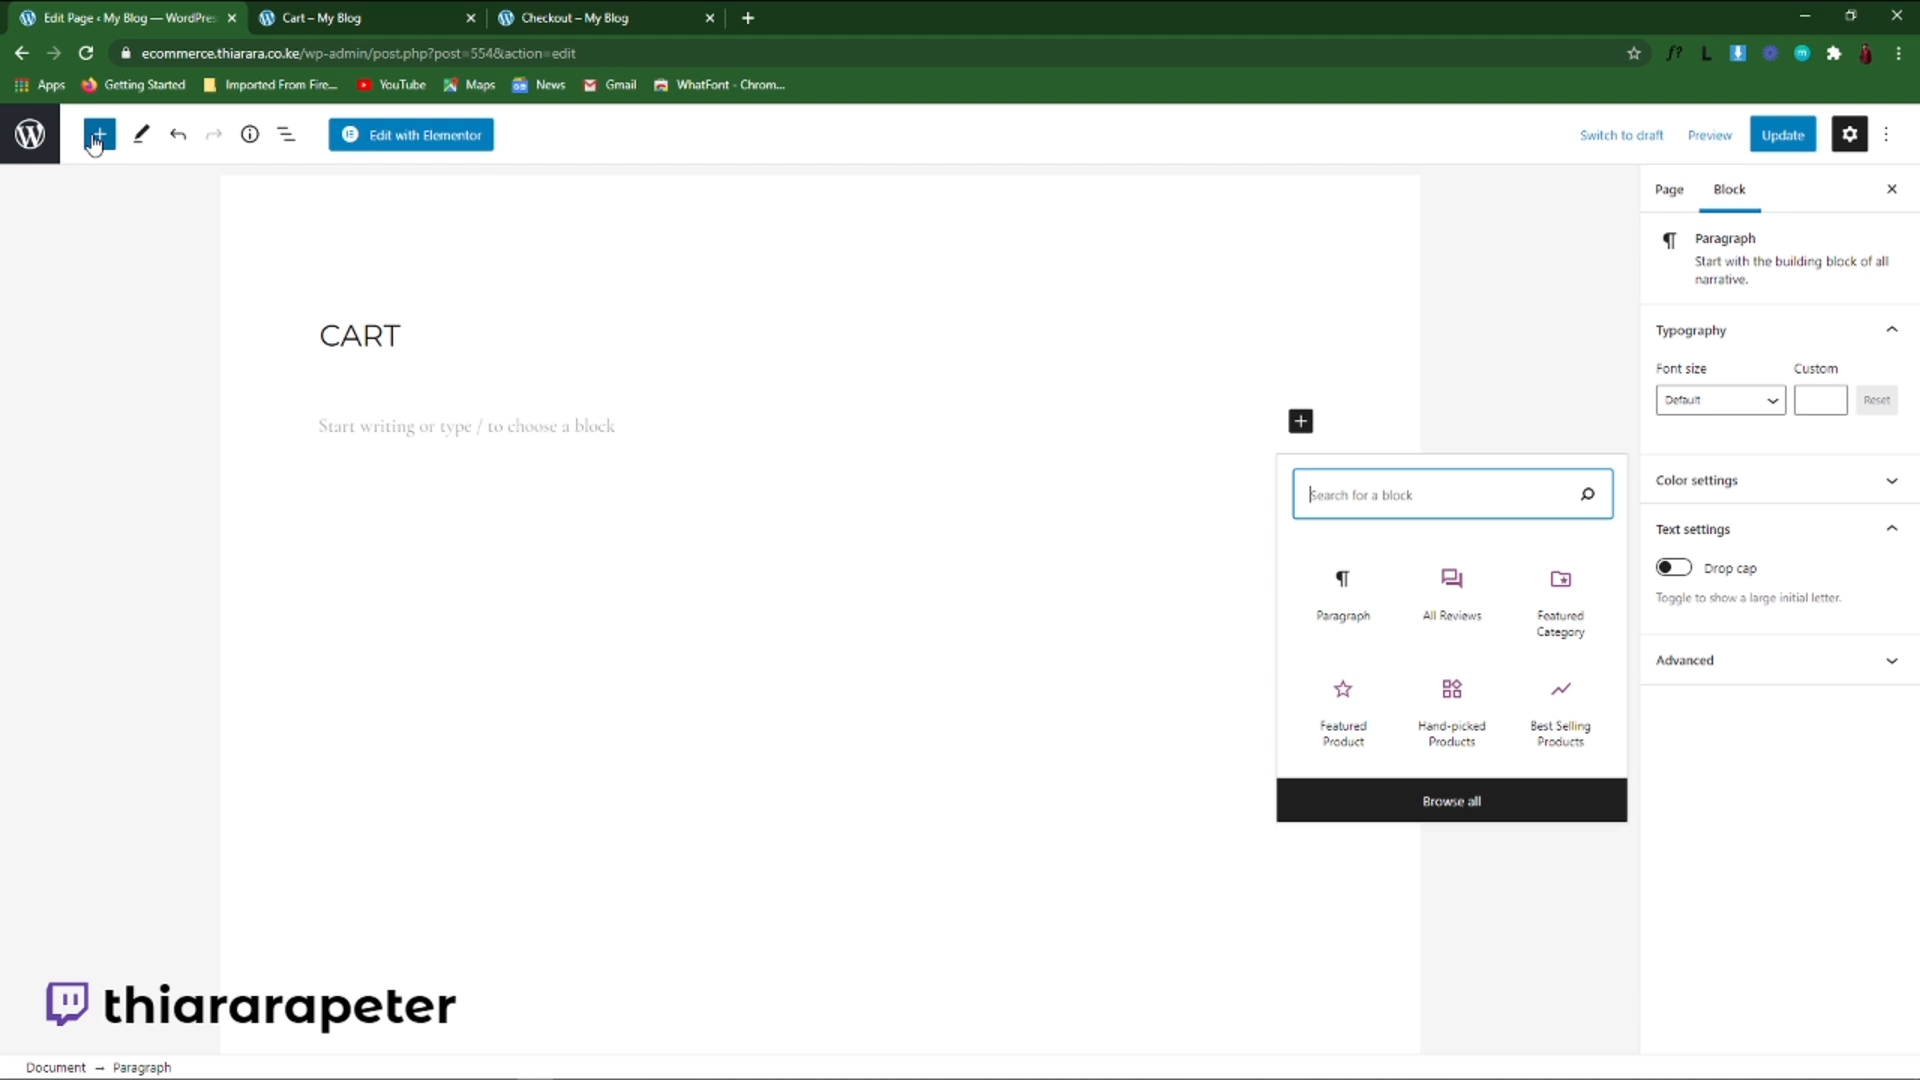 Edit Page ‹ My Blog — WordPres
Cart – My Blog
Checkout – My Blog
ecommerce.thiarara.co.ke/wp-admin/post.php?post=554&action=edit
Apps
Getting Started
Imported From Fire...
YouTube
Maps
News
Gmail
WhatFont - Chrom...
Edit with Elementor
Switch to draft
Preview
Update
Page
Block
Paragraph
Start with the building block of all
narrative.
Typography
Font size
Custom
Default
Reset
Color settings
Text settings
Drop cap
Toggle to show a large initial letter.
Advanced
CART
Start writing or type / to choose a block
Search for a block
Paragraph
All Reviews
Featured
Category
Featured
Product
Hand-picked
Products
Best Selling
Products
Browse all
thiararapeter
Document → Paragraph